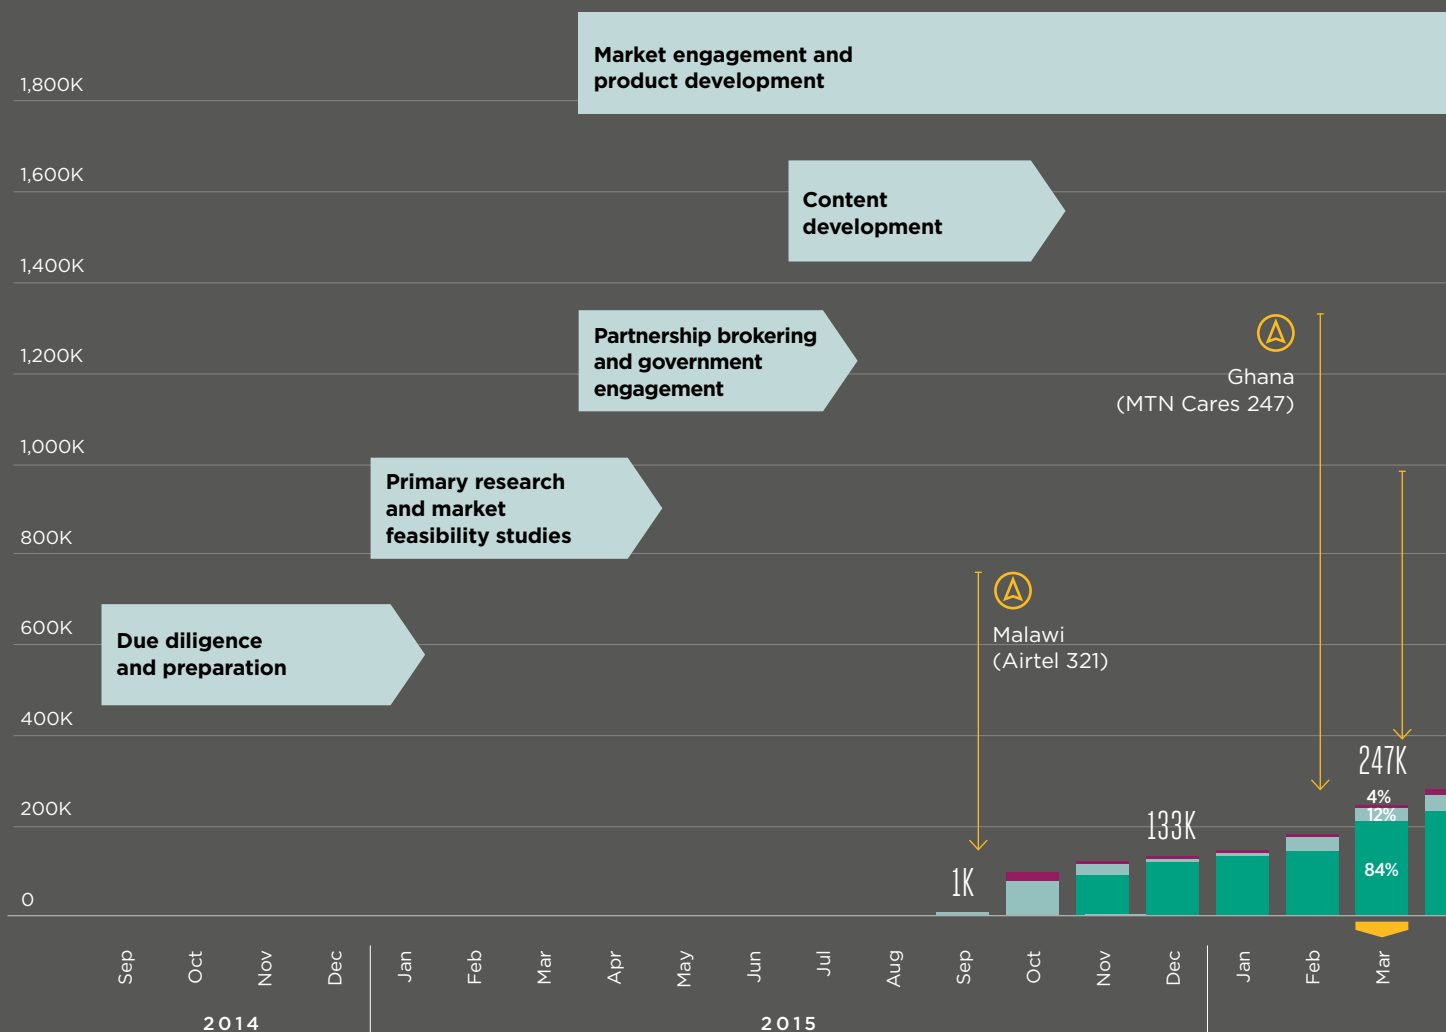 Market engagement and
product development
1,800K
1,600K
Content
development
1,400K
Partnership brokering
and government
engagement
1,200K
Ghana
(MTN Cares 247)
1,000K
Primary research
and market
feasibility studies
800K
600K
Due diligence
and preparation
Malawi
(Airtel 321)
400K
200K
0
1K
133K
247K
4%
12%
84%
Sep
Oct
Nov
Dec
Jan
Feb
Mar
Apr
May
Jun
Jul
Aug
Sep
Oct
Nov
Dec
Jan
Feb
Mar
2014
2015